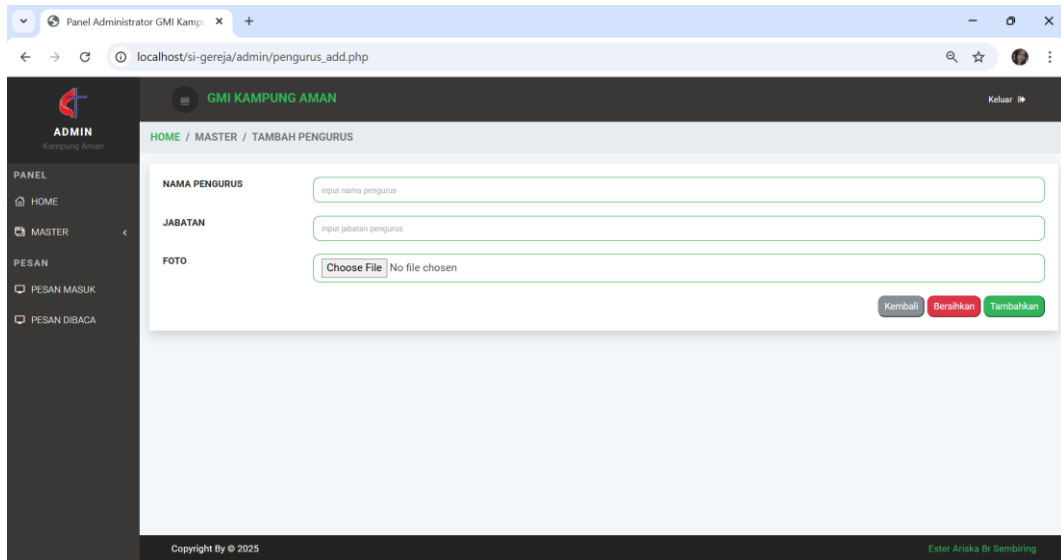 Panel Administrator GMI Kampu
localhost/si-gereja/admin/pengurus_add.php
GMI KAMPUNG AMAN
Keluar
ADMIN
Kampung Aman
HOME / MASTER / TAMBAH PENGURUS
PANEL
HOME
MASTER
PESAN
PESAN MASUK
PESAN DIBACA
NAMA PENGURUS
input nama pengurus
JABATAN
input jabatan pengurus
FOTO
Choose File No file chosen
Kembali Bersihkan Tambahkan
Copyright By © 2025
Ester Ariska Br Sembiring